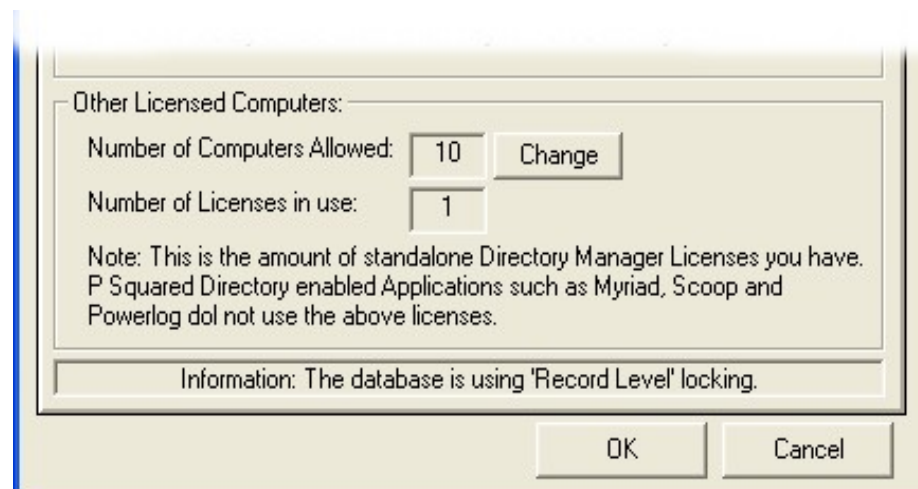 Other Licensed Computers:
Number of Computers Allowed: 10 Change
Number of Licenses in use: 1
Note: This is the amount of standalone Directory Manager Licenses you have.
P Squared Directory enabled Applications such as Myriad, Scoop and
Powerlog dol not use the above licenses.
Information: The database is using 'Record Level' locking.
OK Cancel